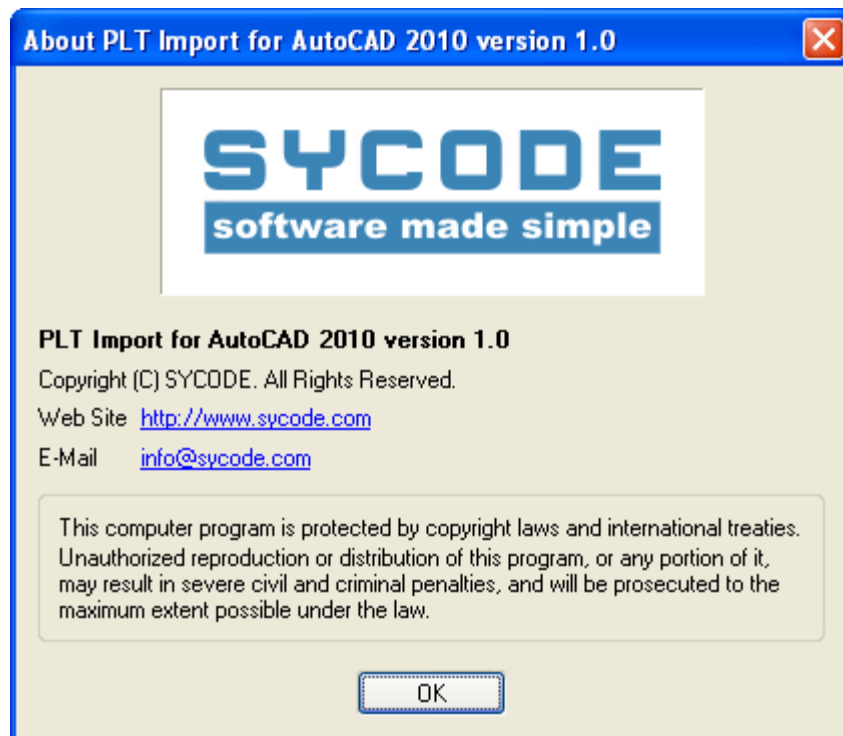 About PLT Import for AutoCAD 2010 version 1.0
SYCODE
software made simple
PLT Import for AutoCAD 2010 version 1.0
Copyright (C) SYCODE. All Rights Reserved.
Web Site http://www.sycode.com
E-Mail info@sycode.com
This computer program is protected by copyright laws and international treaties.
Unauthorized reproduction or distribution of this program, or any portion of it,
may result in severe civil and criminal penalties, and will be prosecuted to the
maximum extent possible under the law.
OK